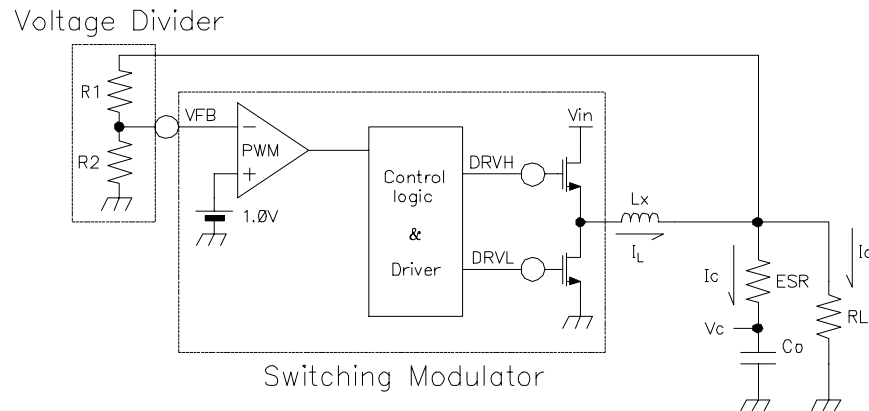 Voltage Divider
R1
VFB
Vin
PWM
R2
DRVH
Control
logic
&
Driver
Lx
1.0V
DRVL
IL
Ic
ESR
Io
RL
Vc
Co
Switching Modulator